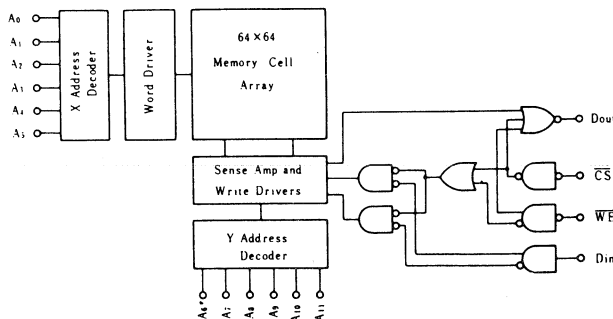 A0
A1
A2
A3
A4
A5
X Address
Decoder
Word Driver
64×64
Memory Cell
Array
Sense Amp and
Write Drivers
Y Address
Decoder
A6*
A7
A8
A9
A10
A11
Dout
CS
WE
Din